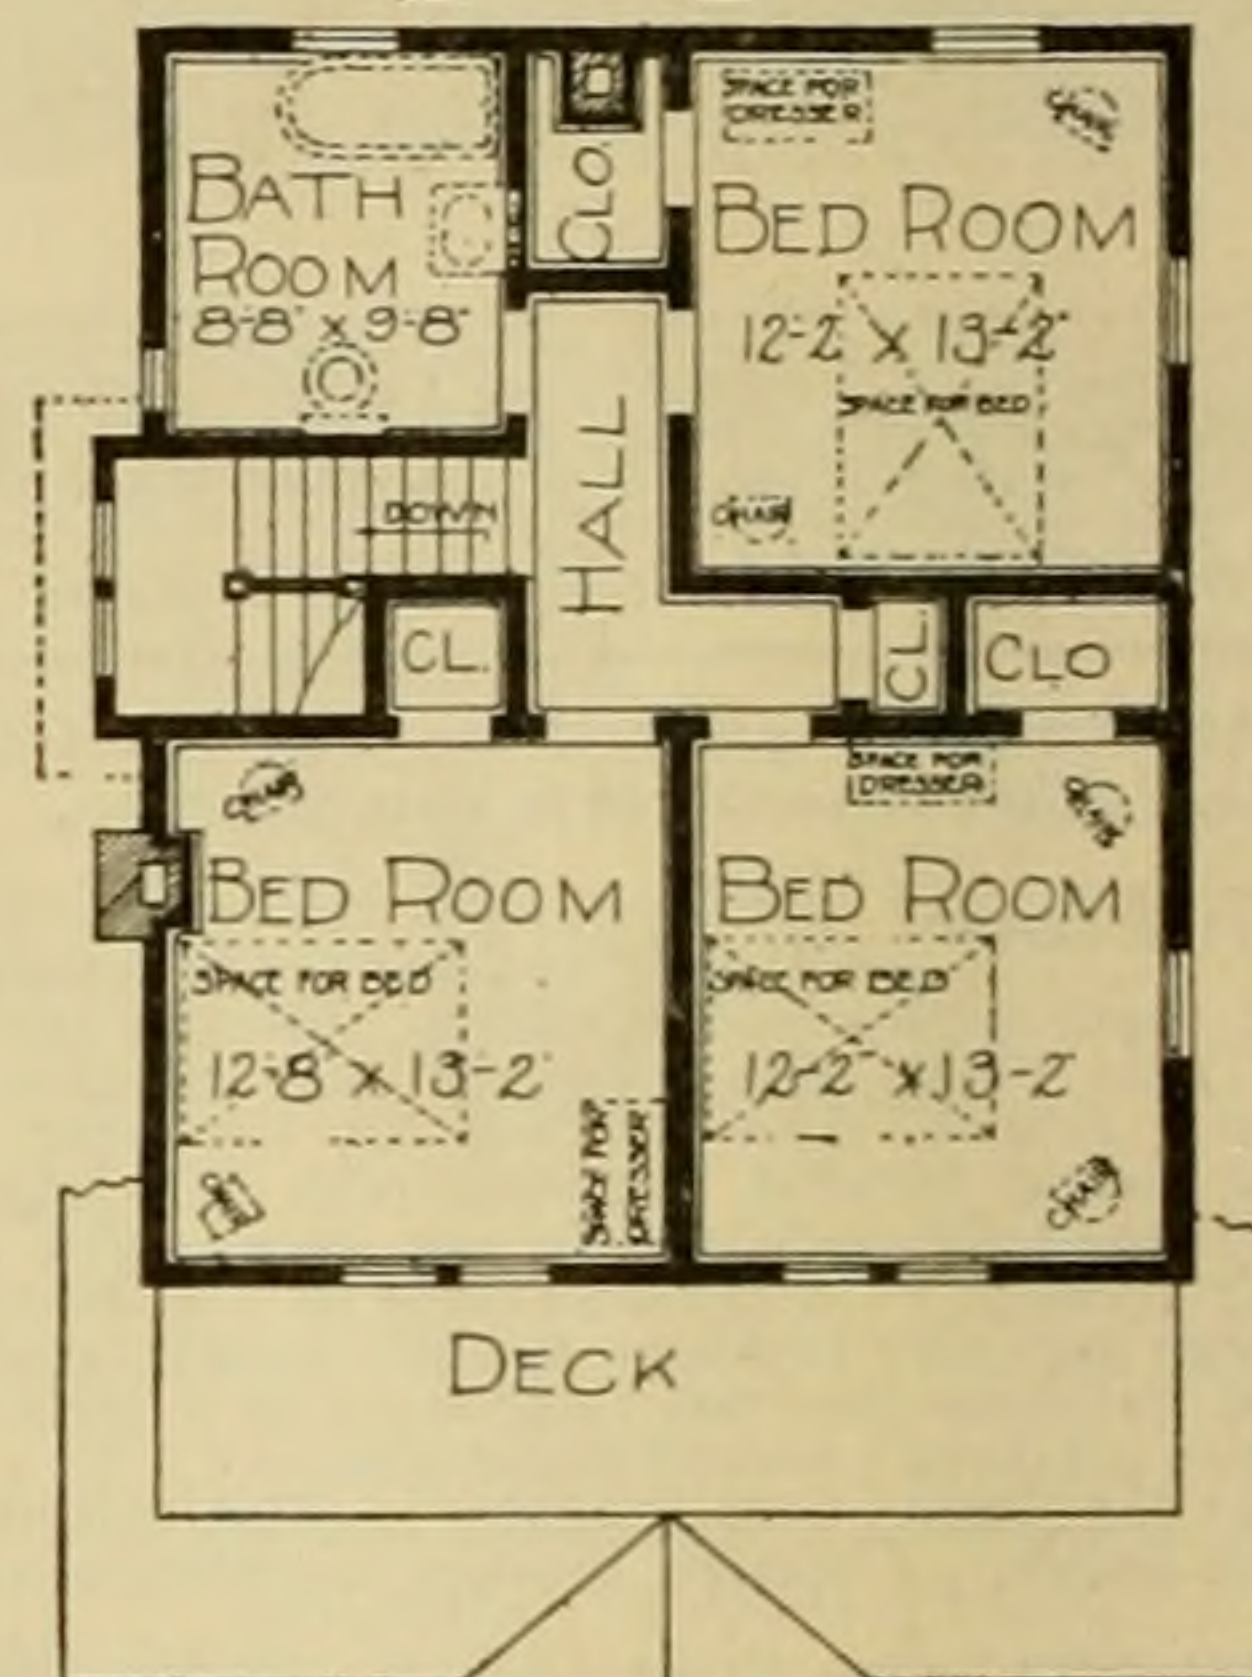 BATH
ROOM
8-8" x 9-8"
CLO.
SPACE FOR
DRESSER
CHAIR
BED ROOM
12-2 x 13-2"
SPACE FOR BED
CHAIR
DOWN
HALL
CL.
CL.
CLO
CHAIR
BED ROOM
SPACE FOR BED
12-8" x 13-2"
SPACE FOR
DRESSER
SPACE FOR
DRESSER
CHAIR
BED ROOM
SPACE FOR BED
12-2" x 13-2"
CHAIR
DECK